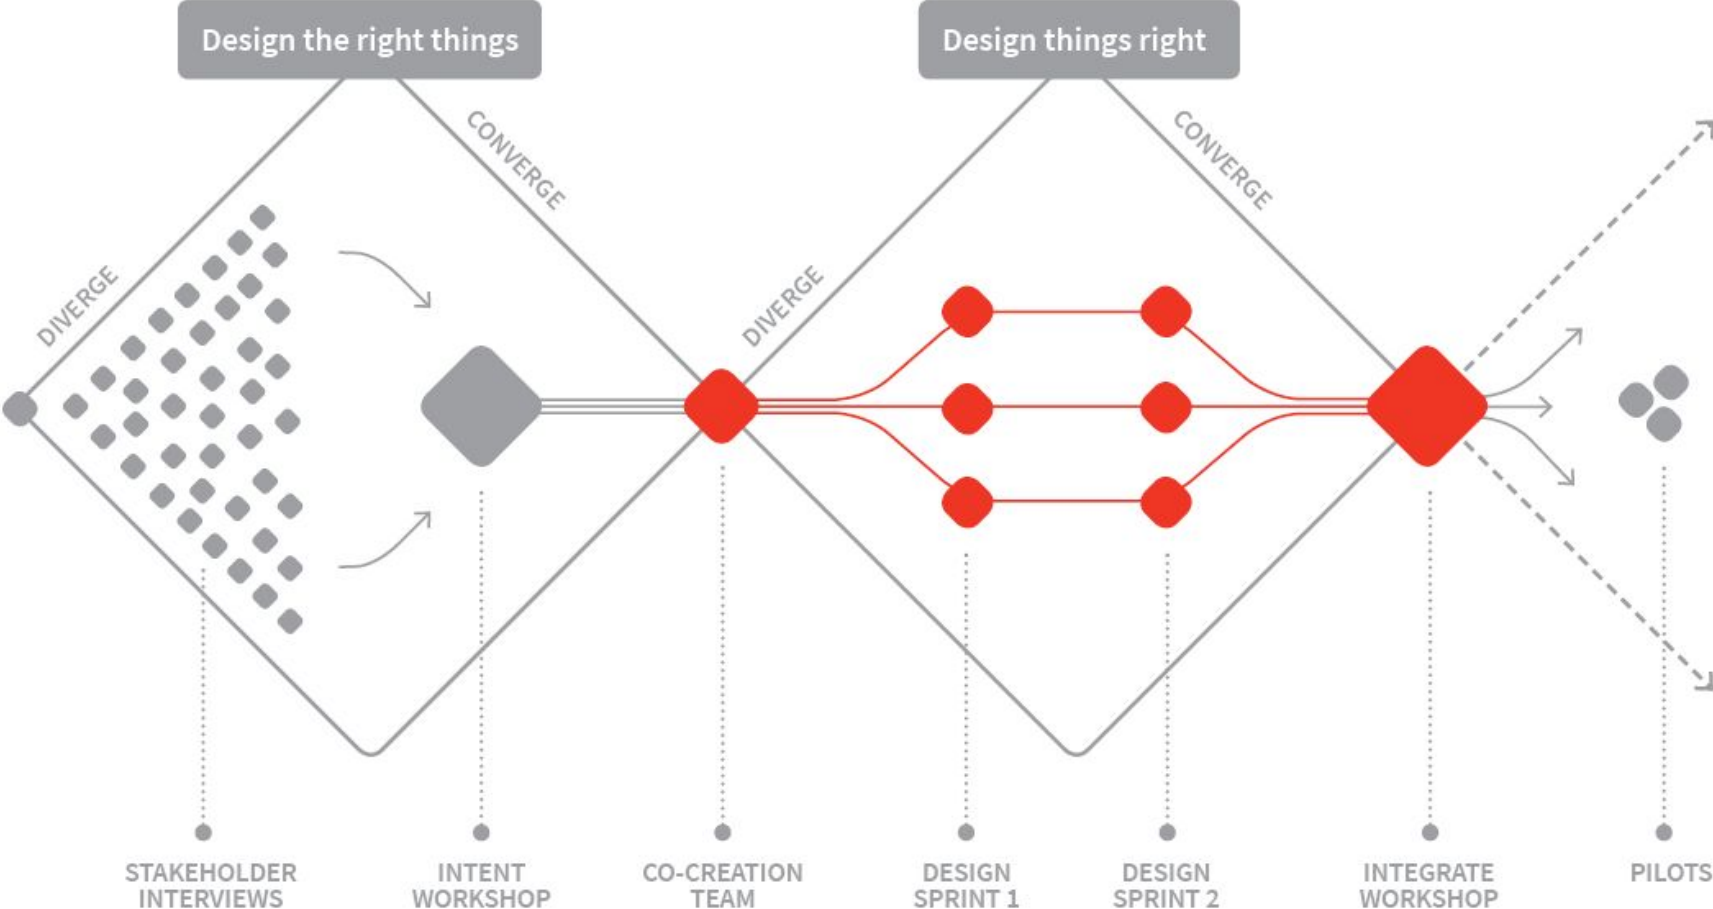 Design the right things
Design things right
DIVERGE
CONVERGE
DIVERGE
CONVERGE
STAKEHOLDER
INTERVIEWS
INTENT
WORKSHOP
CO-CREATION
TEAM
DESIGN
SPRINT 1
DESIGN
SPRINT 2
INTEGRATE
WORKSHOP
PILOTS